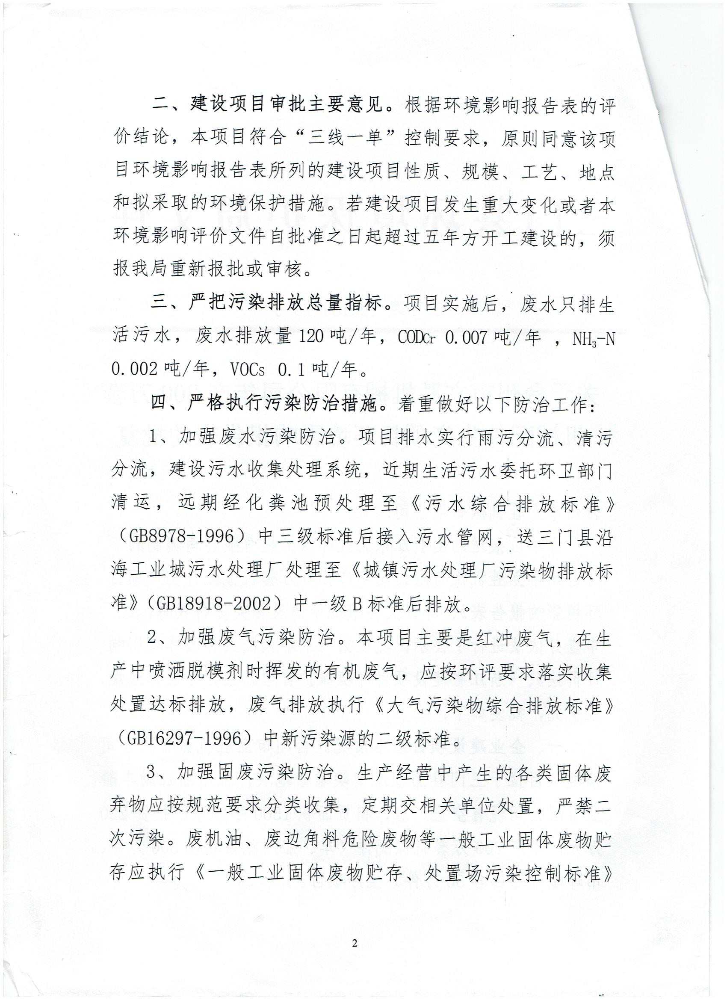 二、建设项目审批主要意见。根据环境影响报告表的评
价结论，本项目符合“三线一单”控制要求，原则同意该项
目环境影响报告表所列的建设项目性质、规模、工艺、地点
和拟采取的环境保护措施。若建设项目发生重大变化或者本
环境影响评价文件自批准之日起超过五年方开工建设的，须
报我局重新报批或审核。
三、严把污染排放总量指标。项目实施后，废水只排生
活污水，废水排放量 120 吨/年，CODcr 0.007 吨/年 ，NH₃-N
0.002 吨/年，VOCs 0.1 吨/年。
四、严格执行污染防治措施。着重做好以下防治工作：
1、加强废水污染防治。项目排水实行雨污分流、清污
分流，建设污水收集处理系统，近期生活污水委托环卫部门
清运，远期经化粪池预处理至《污水综合排放标准》
（GB8978-1996）中三级标准后接入污水管网，送三门县沿
海工业城污水处理厂处理至《城镇污水处理厂污染物排放标
准》（GB18918-2002）中一级 B 标准后排放。
2、加强废气污染防治。本项目主要是红冲废气，在生
产中喷洒脱模剂时挥发的有机废气，应按环评要求落实收集
处置达标排放，废气排放执行《大气污染物综合排放标准》
（GB16297-1996）中新污染源的二级标准。
3、加强固废污染防治。生产经营中产生的各类固体废
弃物应按规范要求分类收集，定期交相关单位处置，严禁二
次污染。废机油、废边角料危险废物等一般工业固体废物贮
存应执行《一般工业固体废物贮存、处置场污染控制标准》
2